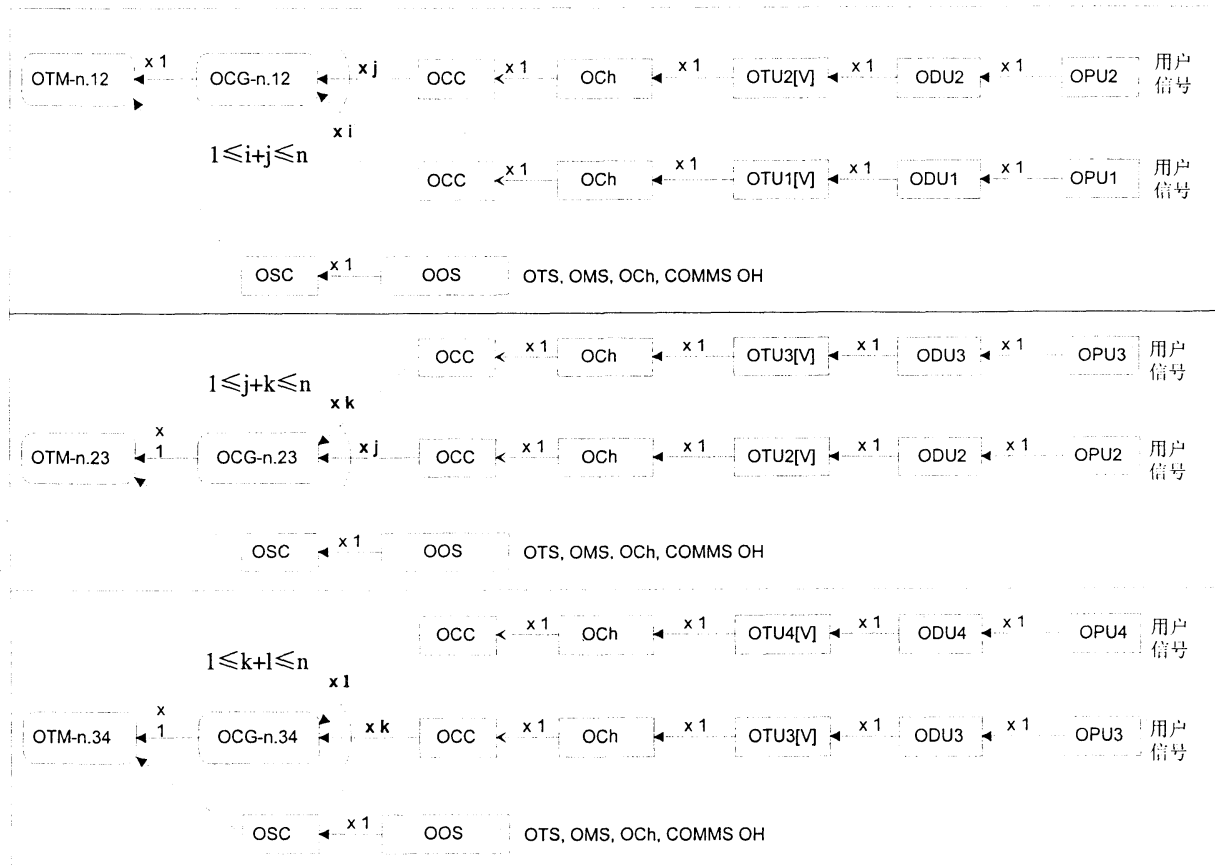 OTM-n.12 x 1 OCG-n.12 x j OCC x 1 OCh x 1 OTU2[V] x 1 ODU2 x 1 OPU2 用户
信号
x i
1≤i+j≤n
OCC x 1 OCh x 1 OTU1[V] x 1 ODU1 x 1 OPU1 用户
信号
OSC x 1 OOS OTS, OMS, OCh, COMMS OH
OCC x 1 OCh x 1 OTU3[V] x 1 ODU3 x 1 OPU3 用户
信号
1≤j+k≤n
x k
OTM-n.23 x 1 OCG-n.23 x j OCC x 1 OCh x 1 OTU2[V] x 1 ODU2 x 1 OPU2 用户
信号
OSC x 1 OOS OTS, OMS, OCh, COMMS OH
OCC x 1 OCh x 1 OTU4[V] x 1 ODU4 x 1 OPU4 用户
信号
1≤k+l≤n
x l
OTM-n.34 x 1 OCG-n.34 x k OCC x 1 OCh x 1 OTU3[V] x 1 ODU3 x 1 OPU3 用户
信号
OSC x 1 OOS OTS, OMS, OCh, COMMS OH